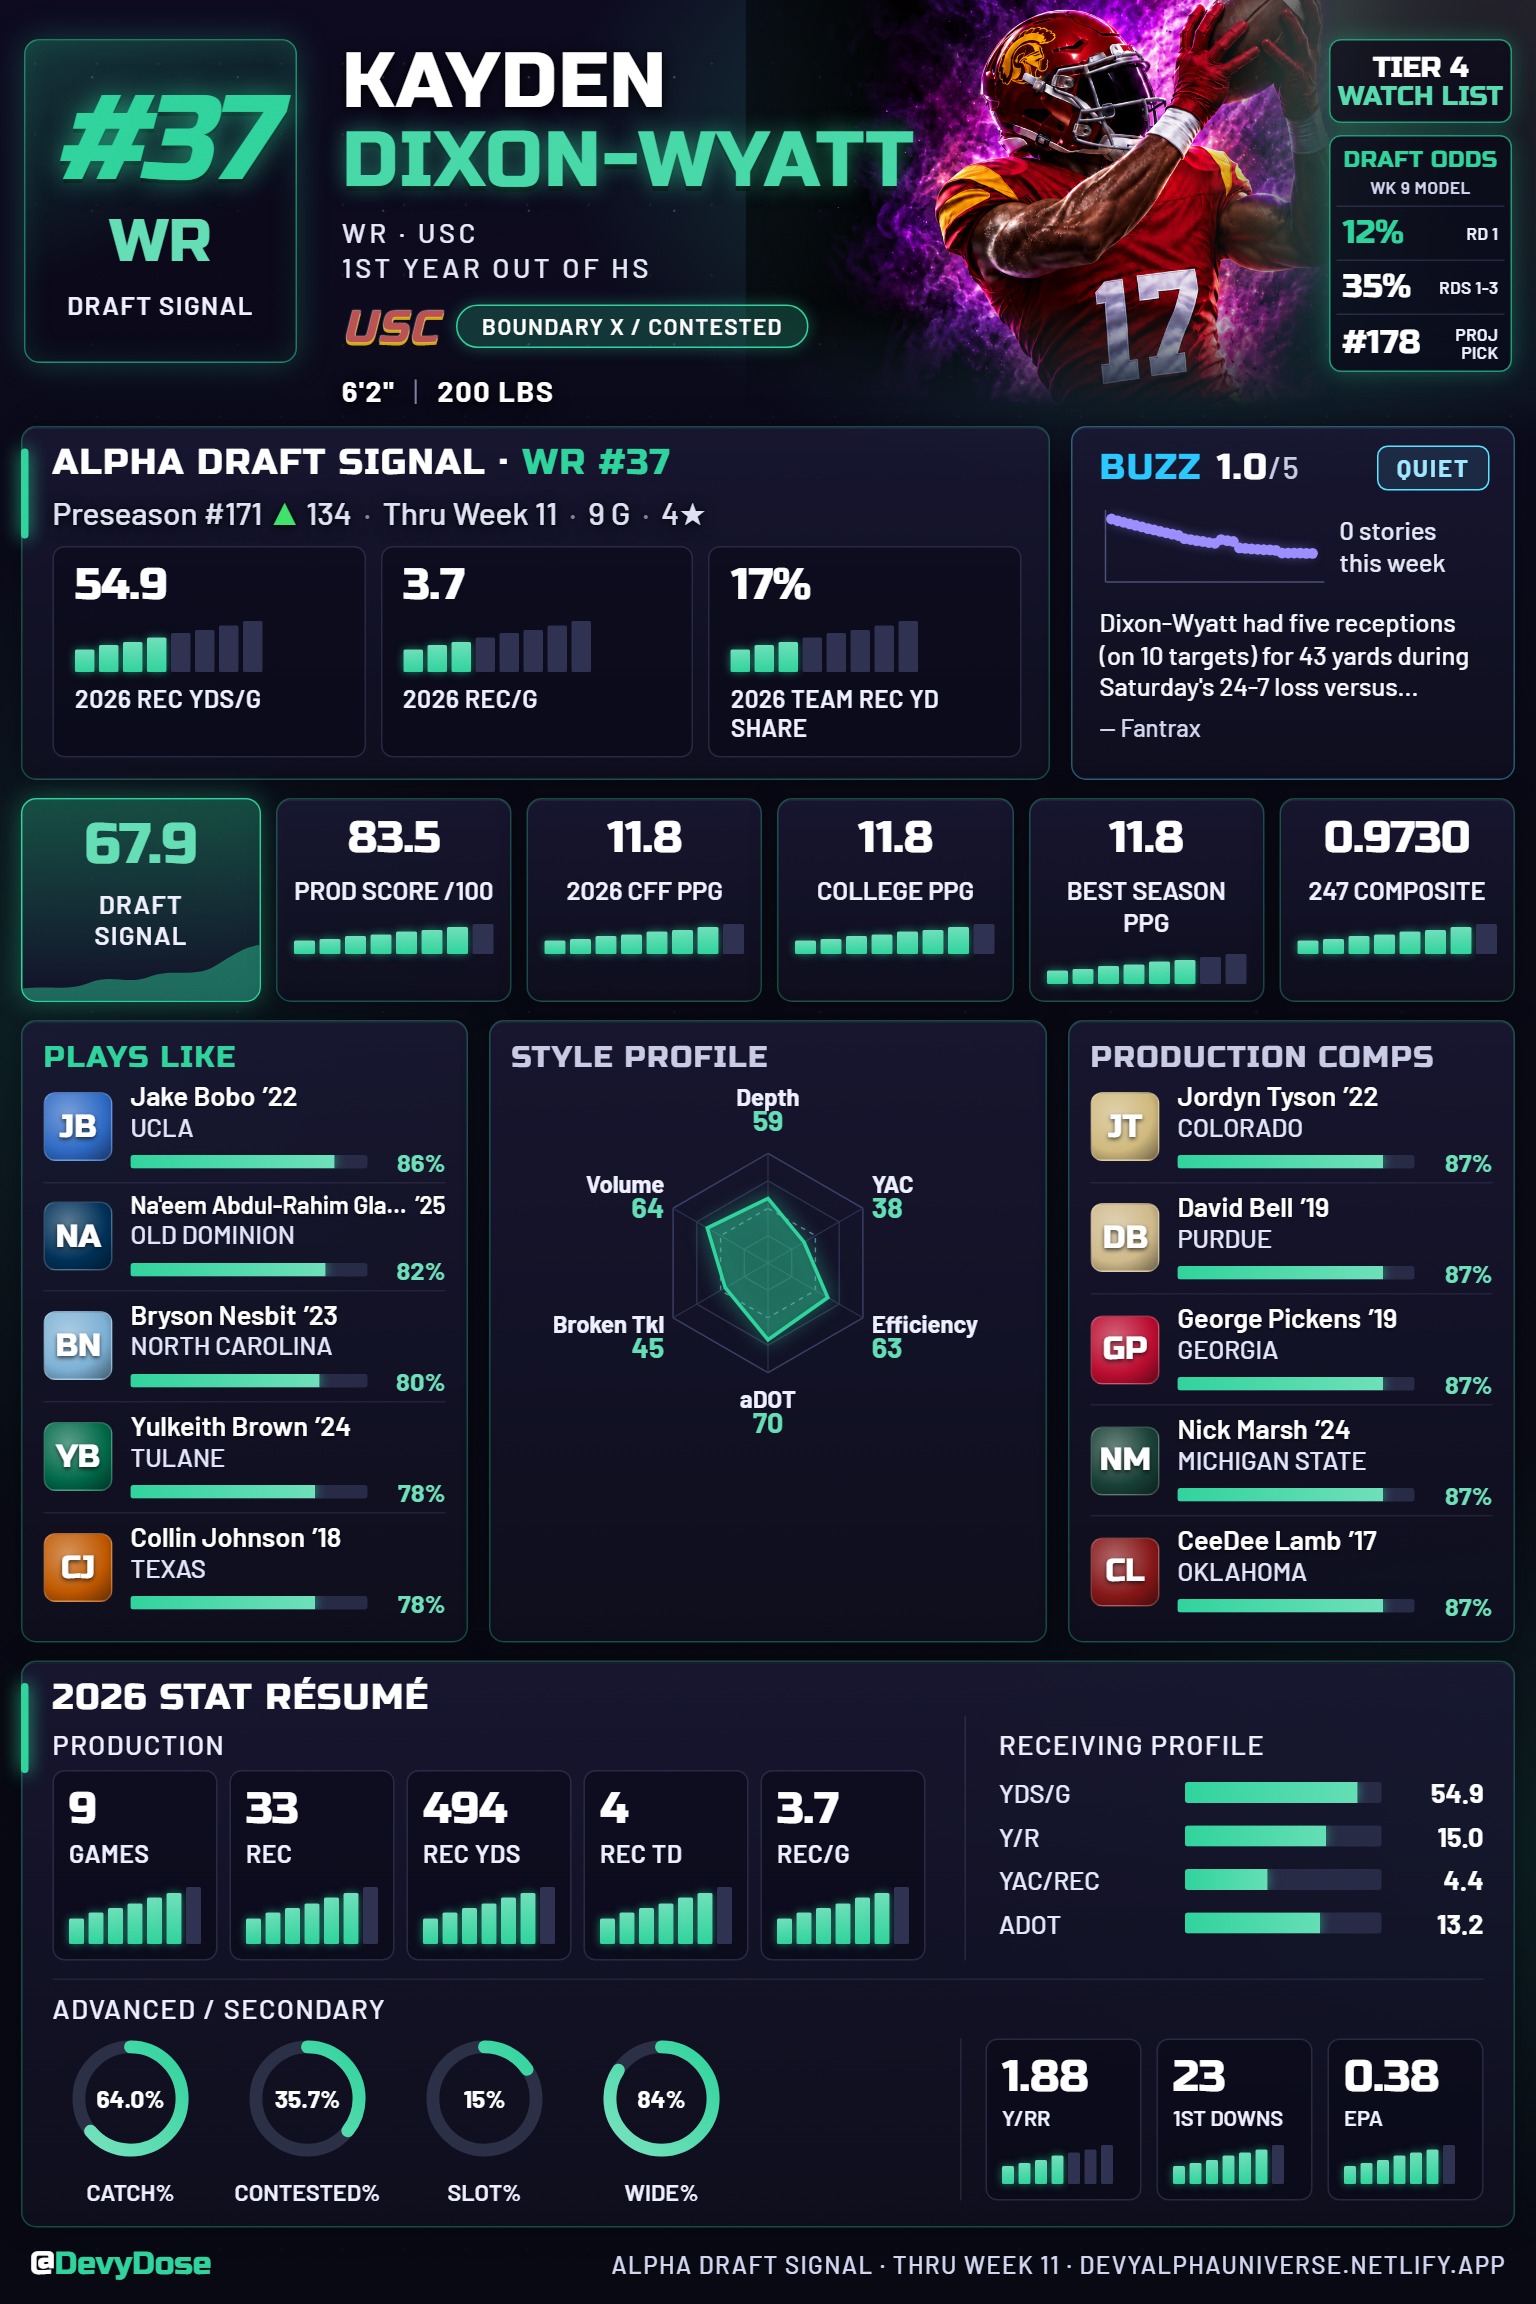 #37
WR
DRAFT SIGNAL
KAYDEN
DIXON-WYATT
WR · USC
1ST YEAR OUT OF HS
USC
BOUNDARY X / CONTESTED
6'2" | 200 LBS
17
TIER 4
WATCH LIST
DRAFT ODDS
WK 9 MODEL
12% RD 1
35% RDS 1-3
#178 PROJ PICK
ALPHA DRAFT SIGNAL · WR #37
Preseason #171 ▲ 134 · Thru Week 11 · 9 G · 4★
54.9
2026 REC YDS/G
3.7
2026 REC/G
17%
2026 TEAM REC YD
SHARE
BUZZ 1.0/5
QUIET
0 stories
this week
Dixon-Wyatt had five receptions
(on 10 targets) for 43 yards during
Saturday's 24-7 loss versus...
— Fantrax
67.9
DRAFT
SIGNAL
83.5
PROD SCORE /100
11.8
2026 CFF PPG
11.8
COLLEGE PPG
11.8
BEST SEASON
PPG
0.9730
247 COMPOSITE
PLAYS LIKE
JB
Jake Bobo ’22
UCLA
86%
NA
Na'eem Abdul-Rahim Gla... ’25
OLD DOMINION
82%
BN
Bryson Nesbit ’23
NORTH CAROLINA
80%
YB
Yulkeith Brown ’24
TULANE
78%
CJ
Collin Johnson ’18
TEXAS
78%
STYLE PROFILE
Depth
59
Volume
64
YAC
38
Broken Tkl
45
Efficiency
63
aDOT
70
PRODUCTION COMPS
JT
Jordyn Tyson ’22
COLORADO
87%
DB
David Bell ’19
PURDUE
87%
GP
George Pickens ’19
GEORGIA
87%
NM
Nick Marsh ’24
MICHIGAN STATE
87%
CL
CeeDee Lamb ’17
OKLAHOMA
87%
2026 STAT RÉSUMÉ
PRODUCTION
9
GAMES
33
REC
494
REC YDS
4
REC TD
3.7
REC/G
RECEIVING PROFILE
YDS/G 54.9
Y/R 15.0
YAC/REC 4.4
ADOT 13.2
ADVANCED / SECONDARY
64.0%
CATCH%
35.7%
CONTESTED%
15%
SLOT%
84%
WIDE%
1.88
Y/RR
23
1ST DOWNS
0.38
EPA
@DevyDose
ALPHA DRAFT SIGNAL · THRU WEEK 11 · DEVYALPHAUNIVERSE.NETLIFY.APP